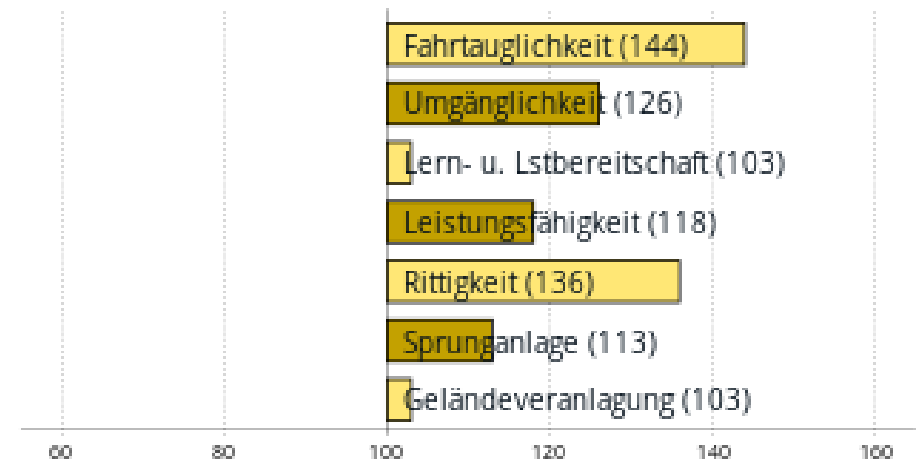 Fahrtauglichkeit (144)
Umgänglichkeit (126)
Lern- u. Lstbereitschaft (103)
Leistungsfähigkeit (118)
Rittigkeit (136)
Sprunganlage (113)
Geländeveranlagung (103)
60 80 100 120 140 160